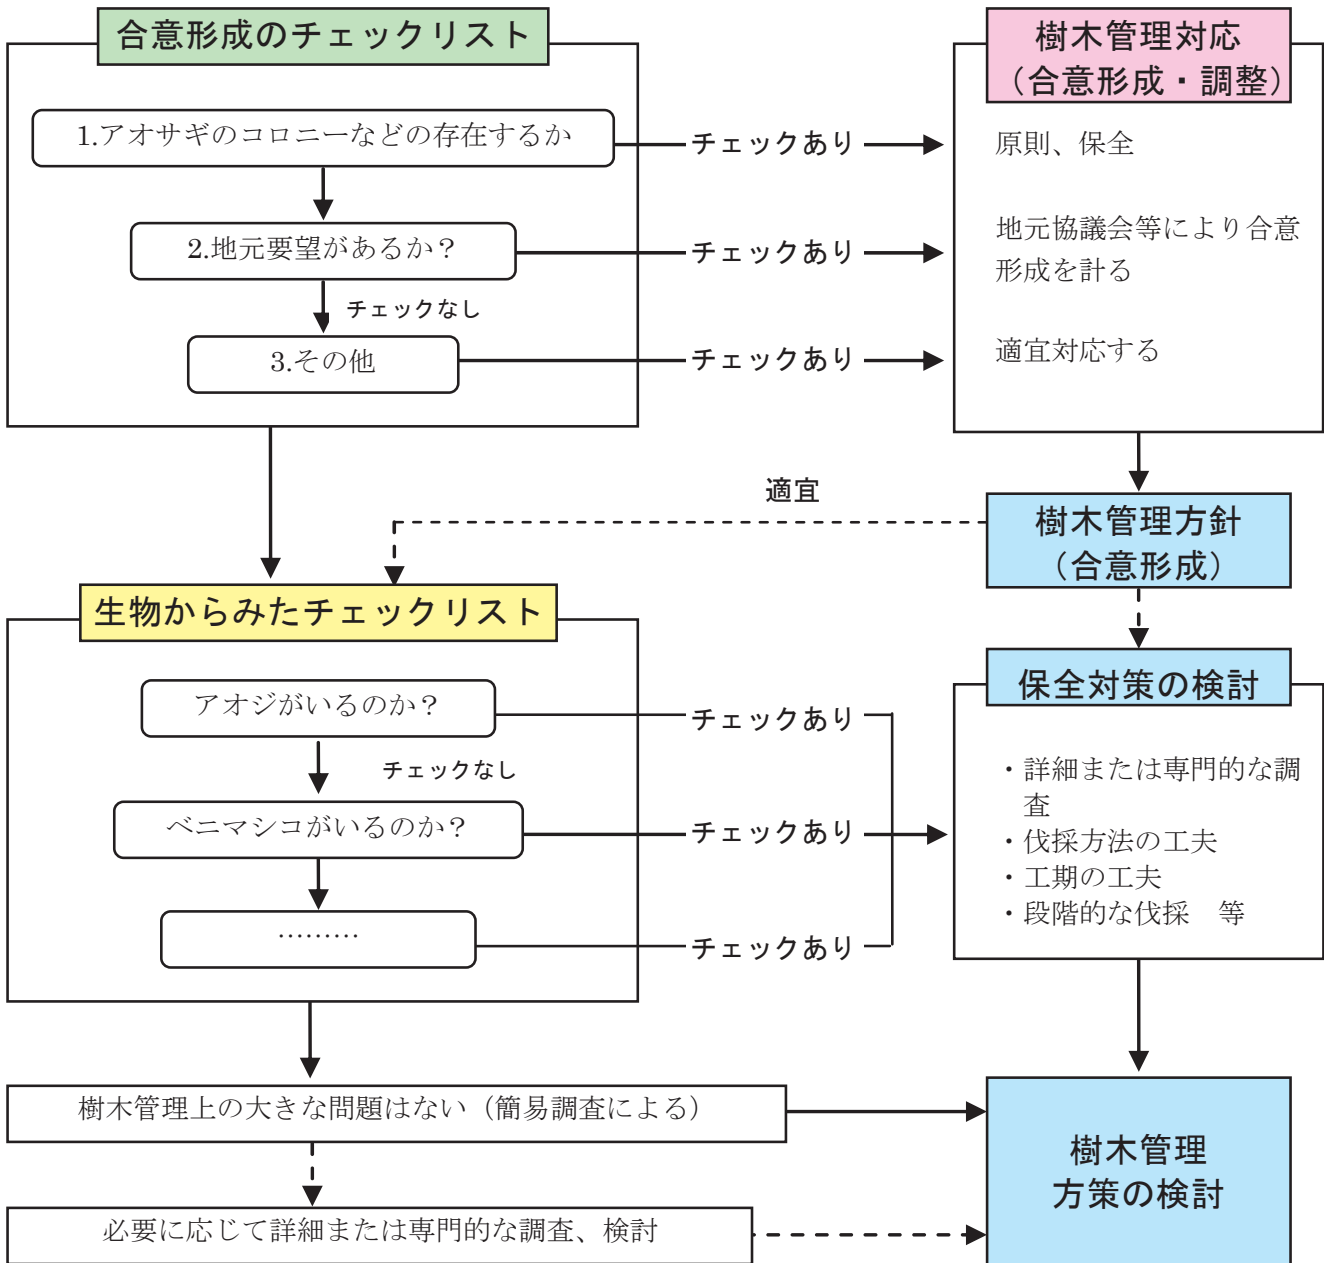 合意形成のチェックリスト
樹木管理対応
（合意形成・調整）
1.アオサギのコロニーなどの存在するか
チェックあり
原則、保全
2.地元要望があるか？
チェックあり
地元協議会等により合意
形成を計る
チェックなし
3.その他
チェックあり
適宜対応する
適宜
樹木管理方針
（合意形成）
生物からみたチェックリスト
保全対策の検討
アオジがいるのか？
チェックあり
チェックなし
ベニマシコがいるのか？
チェックあり
・詳細または専門的な調
査
・伐採方法の工夫
・工期の工夫
・段階的な伐採　等
………
チェックあり
樹木管理上の大きな問題はない（簡易調査による）
樹木管理
方策の検討
必要に応じて詳細または専門的な調査、検討